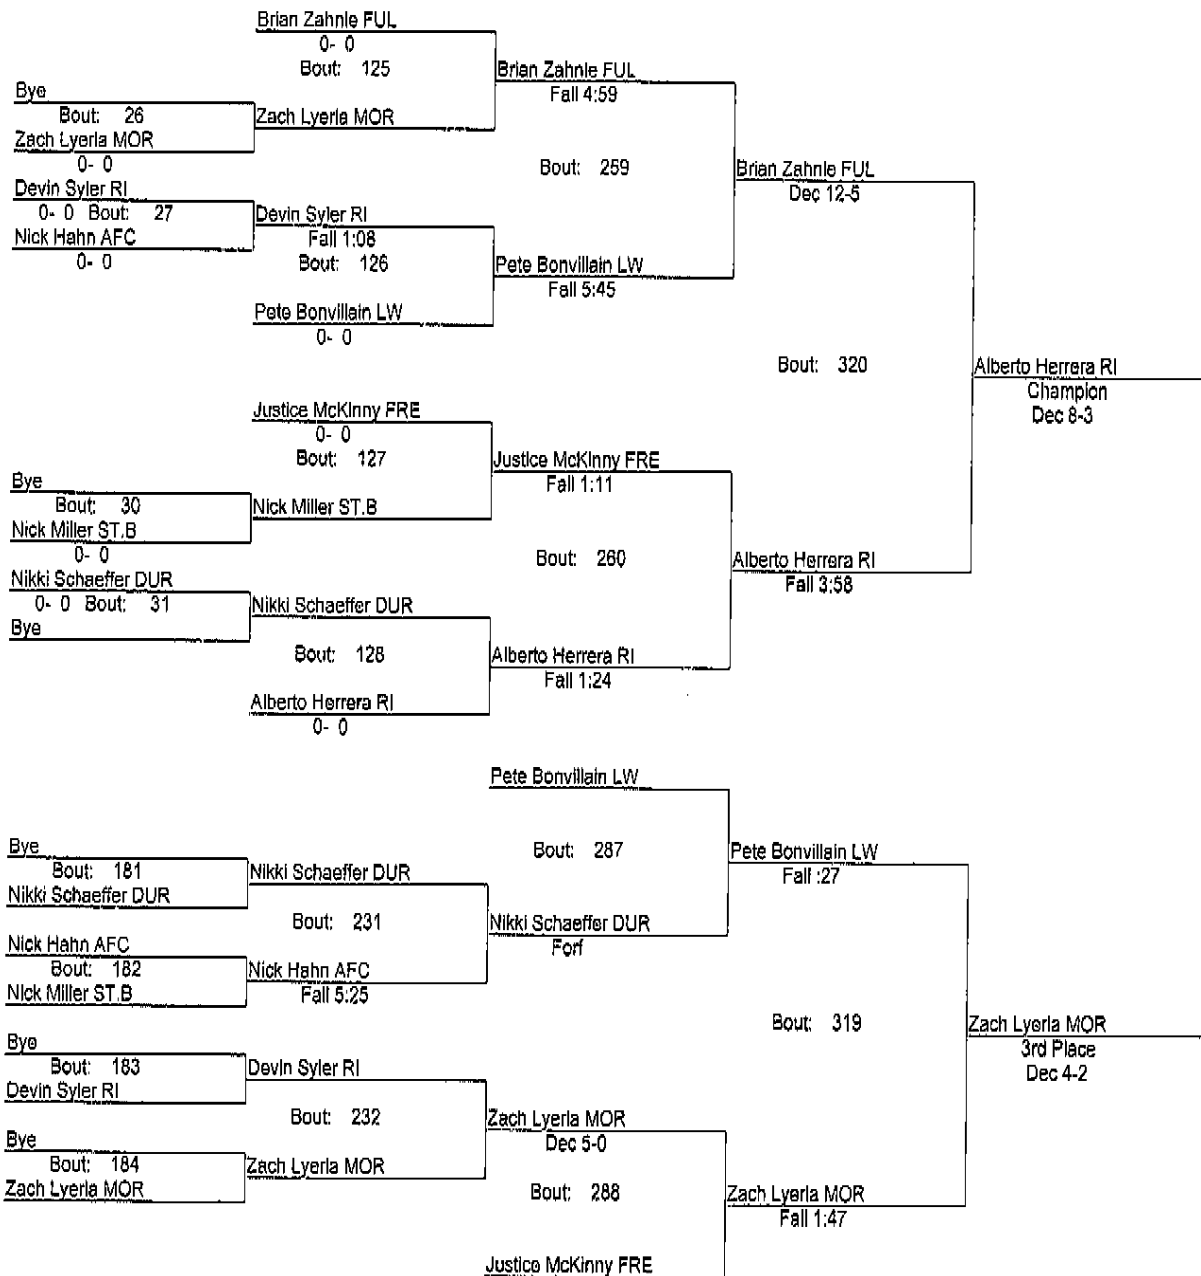 Brian Zahnle FUL
0- 0
Bout: 125
Brian Zahnle FUL
Fall 4:59
Bye
Bout: 26
Zach Lyerla MOR
Zach Lyerla MOR
0- 0
Bout: 259
Brian Zahnle FUL
Dec 12-5
Devin Syler RI
0- 0 Bout: 27
Devin Syler RI
Nick Hahn AFC
Fall 1:08
0- 0
Bout: 126
Pete Bonvillain LW
Fall 5:45
Pete Bonvillain LW
0- 0
Bout: 320
Alberto Herrera RI
Champion
Dec 8-3
Justice McKinny FRE
0- 0
Bout: 127
Justice McKinny FRE
Fall 1:11
Bye
Bout: 30
Nick Miller ST.B
Nick Miller ST.B
0- 0
Bout: 260
Alberto Herrera RI
Fall 3:58
Nikki Schaeffer DUR
0- 0 Bout: 31
Nikki Schaeffer DUR
Bye
Bout: 128
Alberto Herrera RI
Fall 1:24
Alberto Herrera RI
0- 0
Pete Bonvillain LW
Bout: 287
Pete Bonvillain LW
Fall :27
Bye
Bout: 181
Nikki Schaeffer DUR
Nikki Schaeffer DUR
Bout: 231
Nikki Schaeffer DUR
Forf
Nick Hahn AFC
Bout: 182
Nick Hahn AFC
Nick Miller ST.B
Fall 5:25
Bout: 319
Zach Lyerla MOR
3rd Place
Dec 4-2
Bye
Bout: 183
Devin Syler RI
Devin Syler RI
Bout: 232
Zach Lyerla MOR
Dec 5-0
Bye
Bout: 184
Zach Lyerla MOR
Zach Lyerla MOR
Bout: 288
Zach Lyerla MOR
Fall 1:47
Justice McKinny FRE